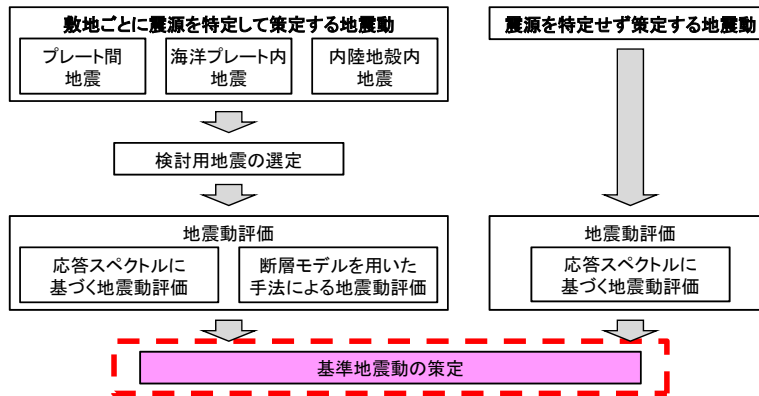 敷地ごとに震源を特定して策定する地震動
プレート間
地震
海洋プレート内
地震
内陸地殻内
地震
検討用地震の選定
地震動評価
応答スペクトルに
基づく地震動評価
断層モデルを用いた
手法による地震動評価
震源を特定せず策定する地震動
地震動評価
応答スペクトルに
基づく地震動評価
基準地震動の策定